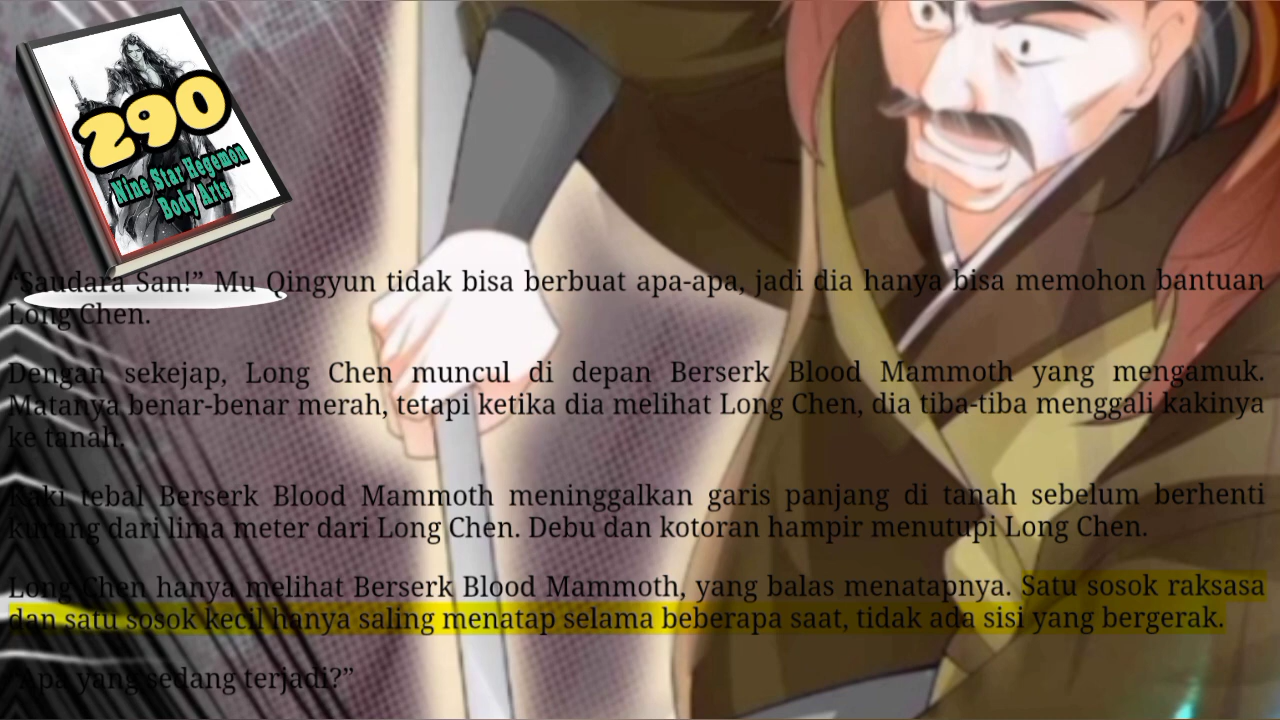 290
Nine Star Hegemon
Body Arts
“Saudara San!” Mu Qingyun tidak bisa berbuat apa-apa, jadi dia hanya bisa memohon bantuan
Long Chen.
Dengan sekejap, Long Chen muncul di depan Berserk Blood Mammoth yang mengamuk.
Matanya benar-benar merah, tetapi ketika dia melihat Long Chen, dia tiba-tiba menggali kakinya
ke tanah.
Kaki tebal Berserk Blood Mammoth meninggalkan garis panjang di tanah sebelum berhenti
kurang dari lima meter dari Long Chen. Debu dan kotoran hampir menutupi Long Chen.
Long Chen hanya melihat Berserk Blood Mammoth, yang balas menatapnya. Satu sosok raksasa
dan satu sosok kecil hanya saling menatap selama beberapa saat, tidak ada sisi yang bergerak.
“Apa yang sedang terjadi?”